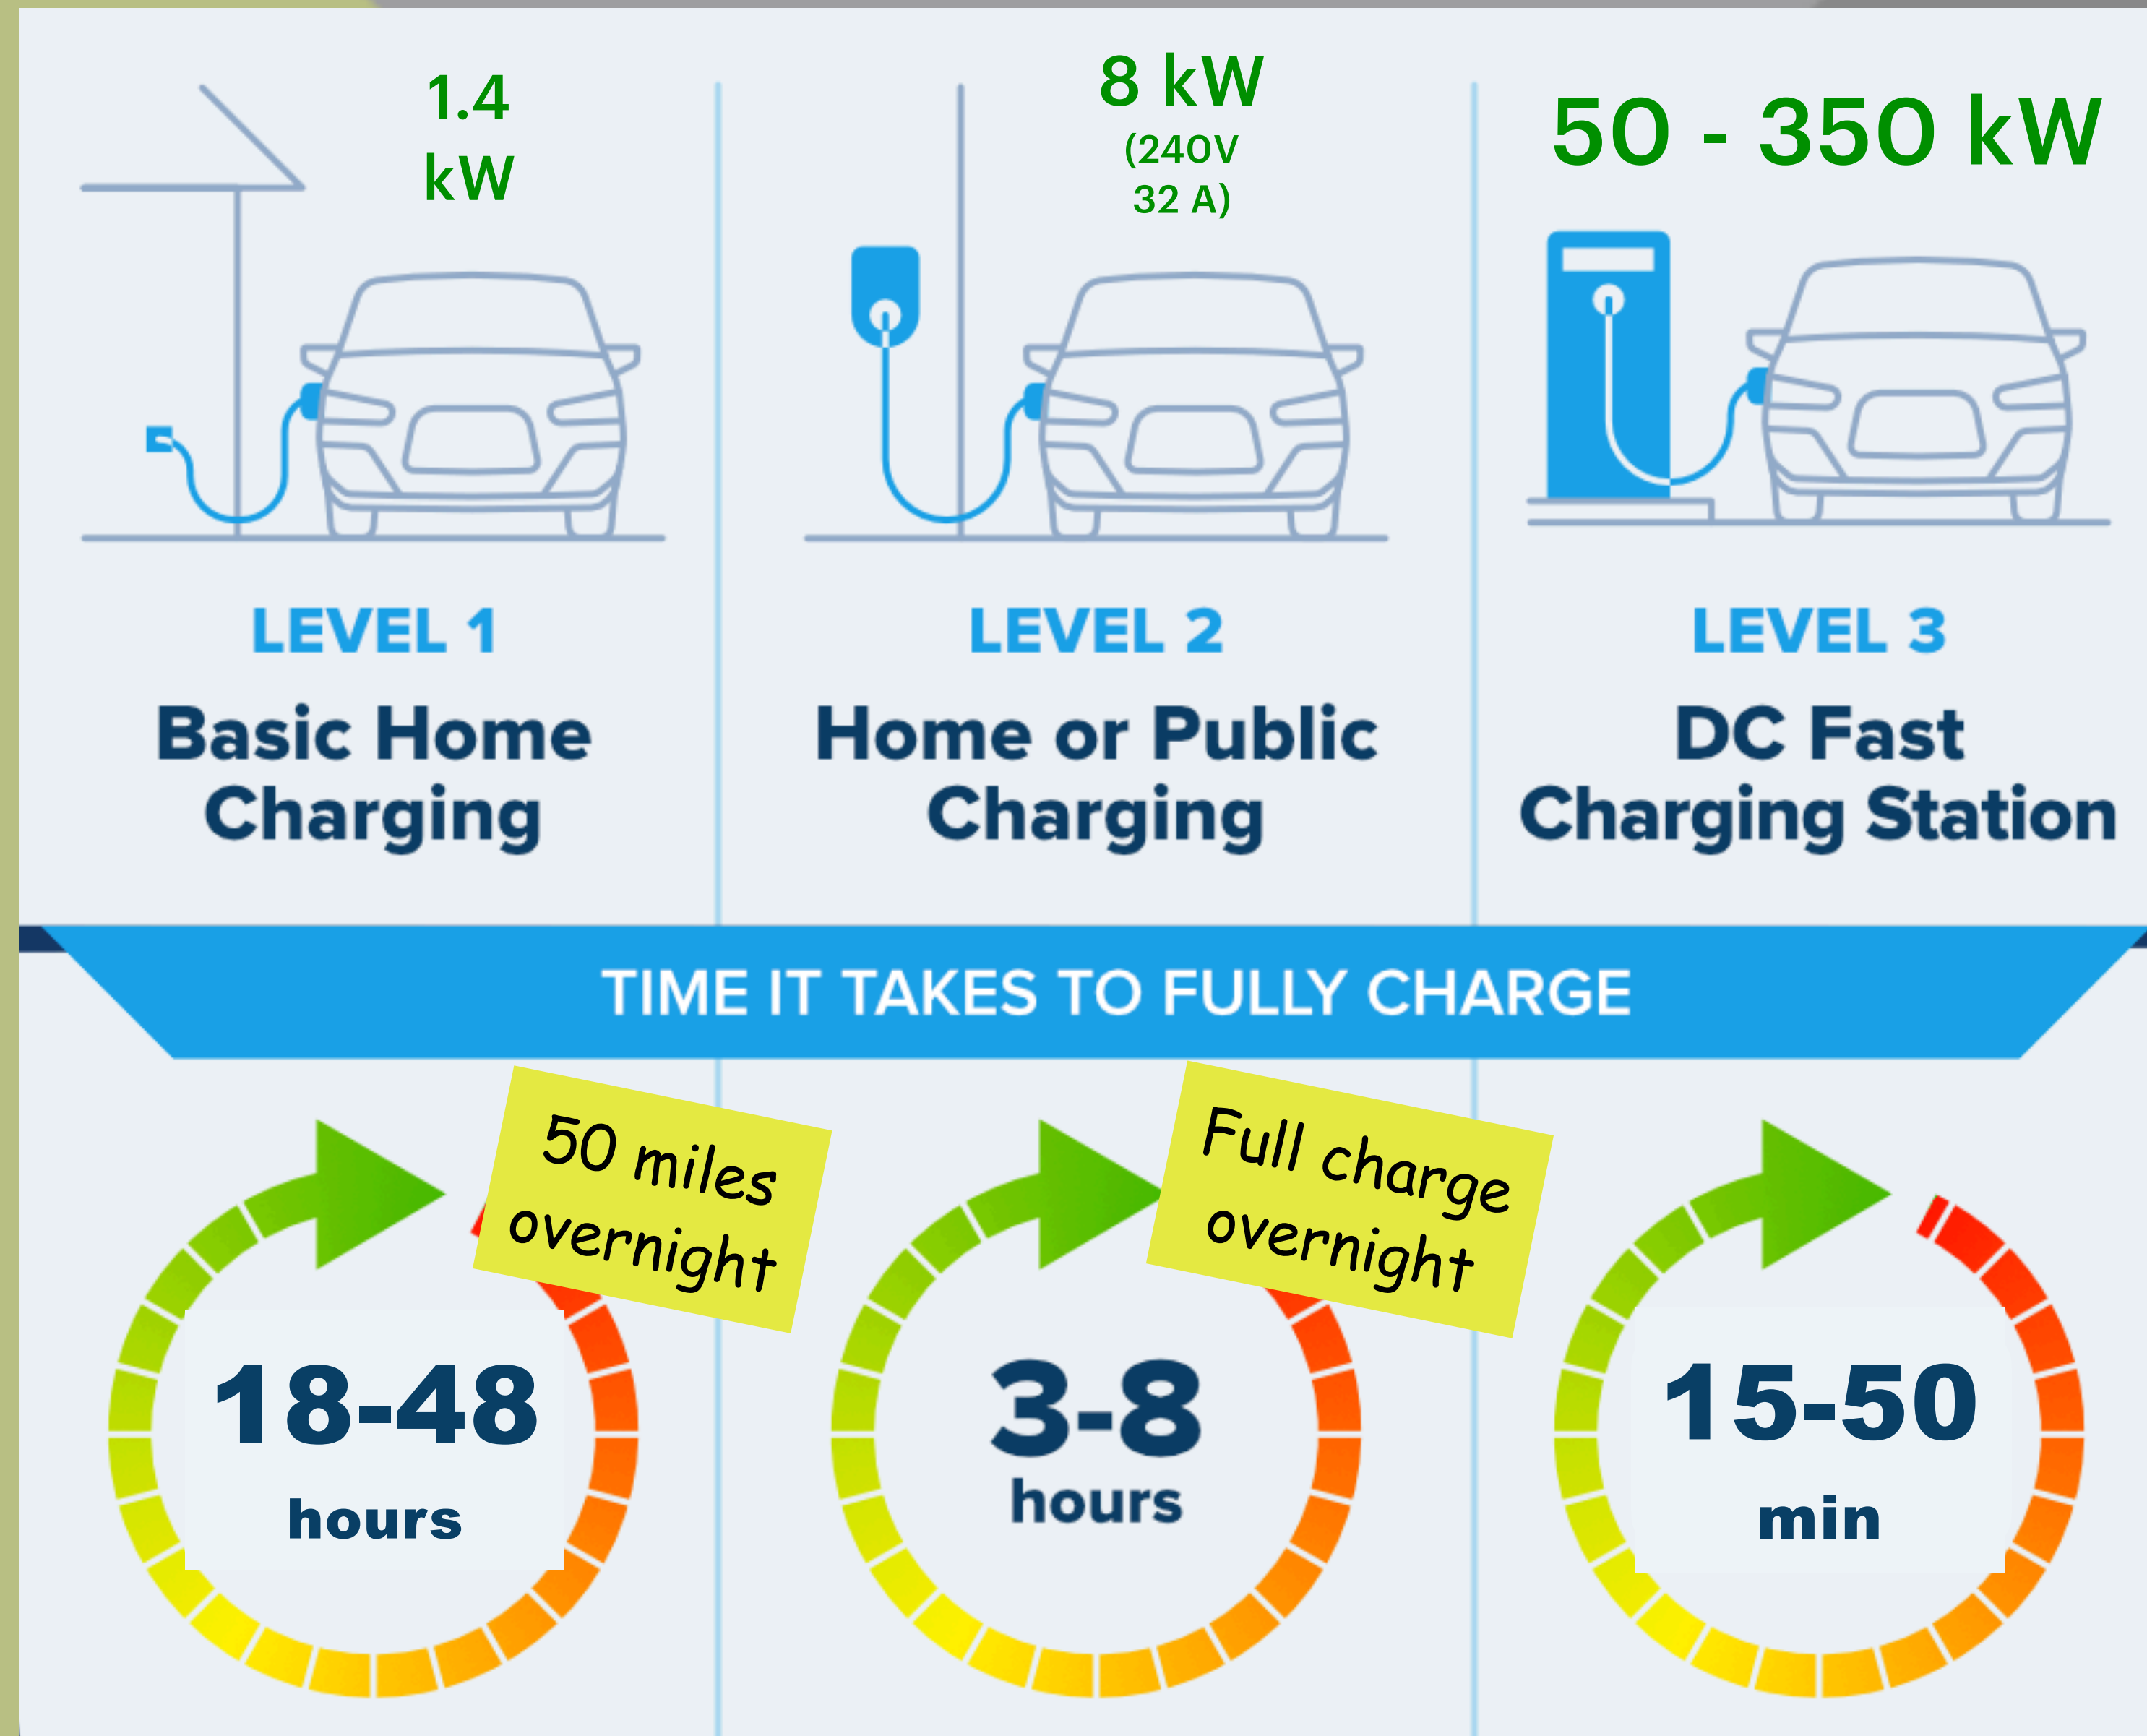 1.4
kW
8 kW
(240V
32 A)
50 - 350 kW
LEVEL 1
Basic Home
Charging
LEVEL 2
Home or Public
Charging
LEVEL 3
DC Fast
Charging Station
TIME IT TAKES TO FULLY CHARGE
50 miles
overnight
18-48
hours
Full charge
overnight
3-8
hours
15-50
min